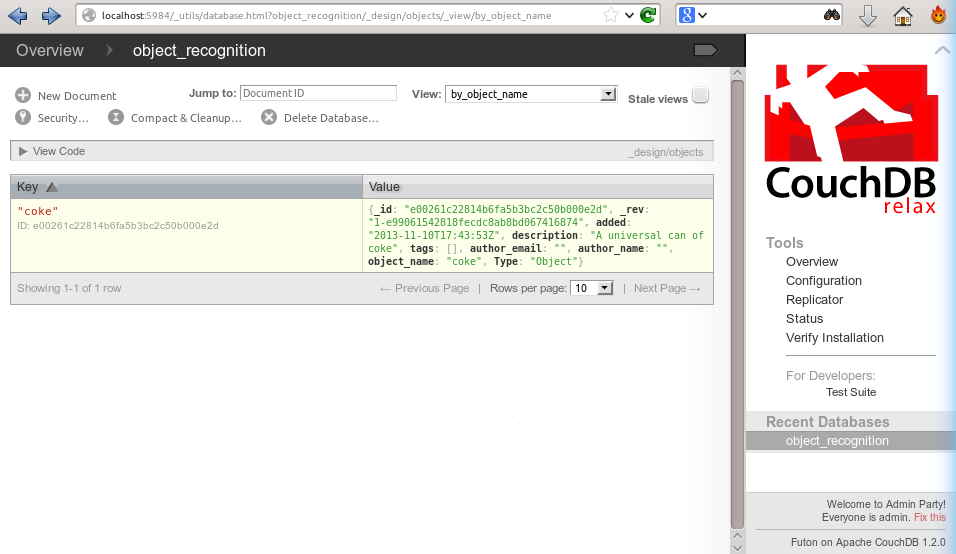 localhost:5984/_utils/database.html?object_recognition/_design/objects/_view/by_object_name
Overview object_recognition
New Document Jump to: Document ID View: by_object_name Stale views
Security... Compact & Cleanup... Delete Database...
View Code _design/objects
Key Value
"coke"
ID: e00261c22814b6fa5b3bc2c50b000e2d
{_id: "e00261c22814b6fa5b3bc2c50b000e2d", _rev:
"1-e99061542818fecdc8ab8bd067416874", added:
"2013-11-10T17:43:53Z", description: "A universal can of
coke", tags: [], author_email: "", author_name: "",
object_name: "coke", Type: "Object"}
Showing 1-1 of 1 row ← Previous Page | Rows per page: 10 | Next Page →
CouchDB
relax
Tools
Overview
Configuration
Replicator
Status
Verify Installation
For Developers:
Test Suite
Recent Databases
object_recognition
Welcome to Admin Party!
Everyone is admin. Fix this
Futon on Apache CouchDB 1.2.0